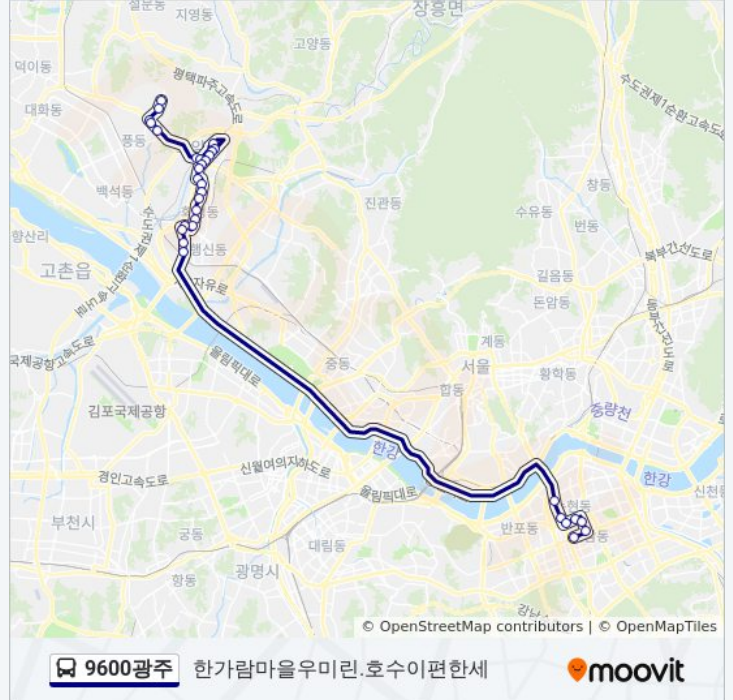 설문동
지영동
장흥면
고양동
덕이동
평택파주고속도로
수도권제1순환고속도로
대화동
풍동
창동
백석동
진관동
수유동
번동
향산리
수도권제1순환고속도로
행신동
북부간선도로
고촌읍
자유로
길음동
돈암동
동부간선도로
계동
국제공항고속도로
올림픽대로
중동
서울
황학동
합동
김포국제공항
중랑천
한강
신월여의지하도로
경인고속도로
올림픽대로
한강
신천동
부천시
반포동
궁동
대림동
광명시
항동
강남
© OpenStreetMap contributors | © OpenMapTiles
9600광주 한가람마을우미린.호수이편한세 moovit